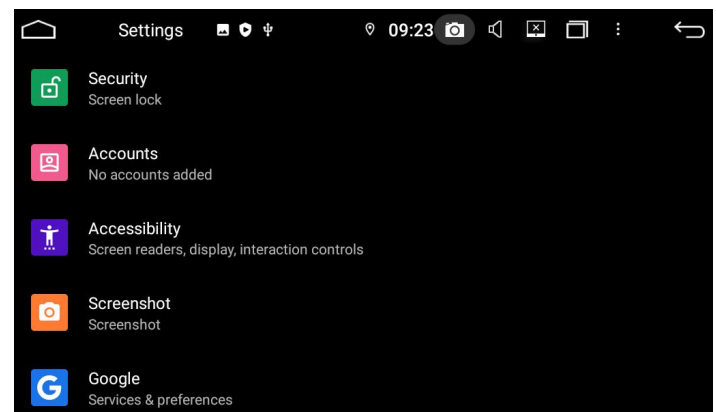 Settings
09:23
Security
Screen lock
Accounts
No accounts added
Accessibility
Screen readers, display, interaction controls
Screenshot
Screenshot
Google
Services & preferences